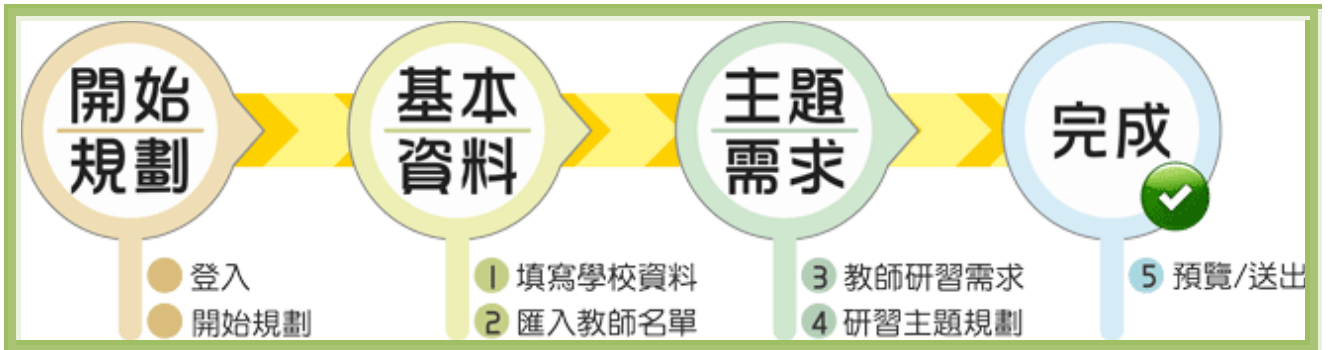 開始
規劃
登入
開始規劃
基本
資料
1 填寫學校資料
2 匯入教師名單
主題
需求
3 教師研習需求
4 研習主題規劃
完成
5 預覽/送出